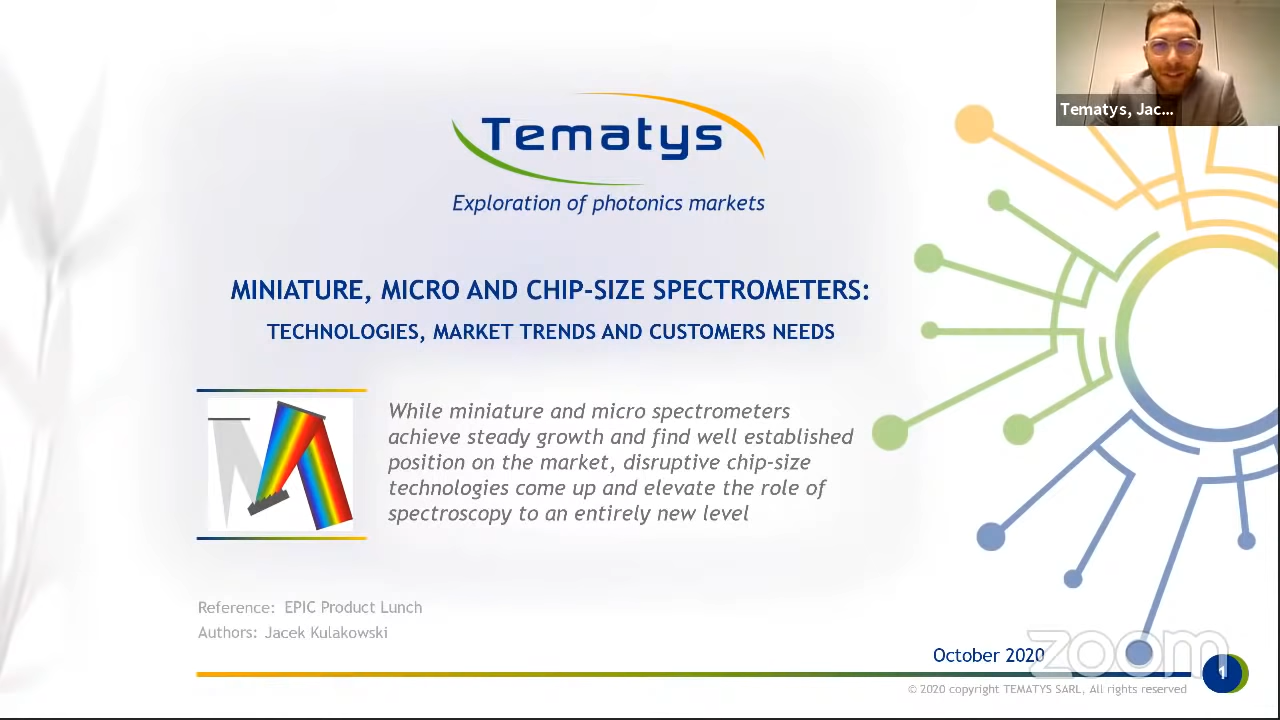 Tematys, Jac...
Tematys
Exploration of photonics markets
MINIATURE, MICRO AND CHIP-SIZE SPECTROMETERS:
TECHNOLOGIES, MARKET TRENDS AND CUSTOMERS NEEDS
While miniature and micro spectrometers
achieve steady growth and find well established
position on the market, disruptive chip-size
technologies come up and elevate the role of
spectroscopy to an entirely new level
Reference: EPIC Product Lunch
Authors: Jacek Kulakowski
October 2020
zoom
1
© 2020 copyright TEMATYS SARL, All rights reserved